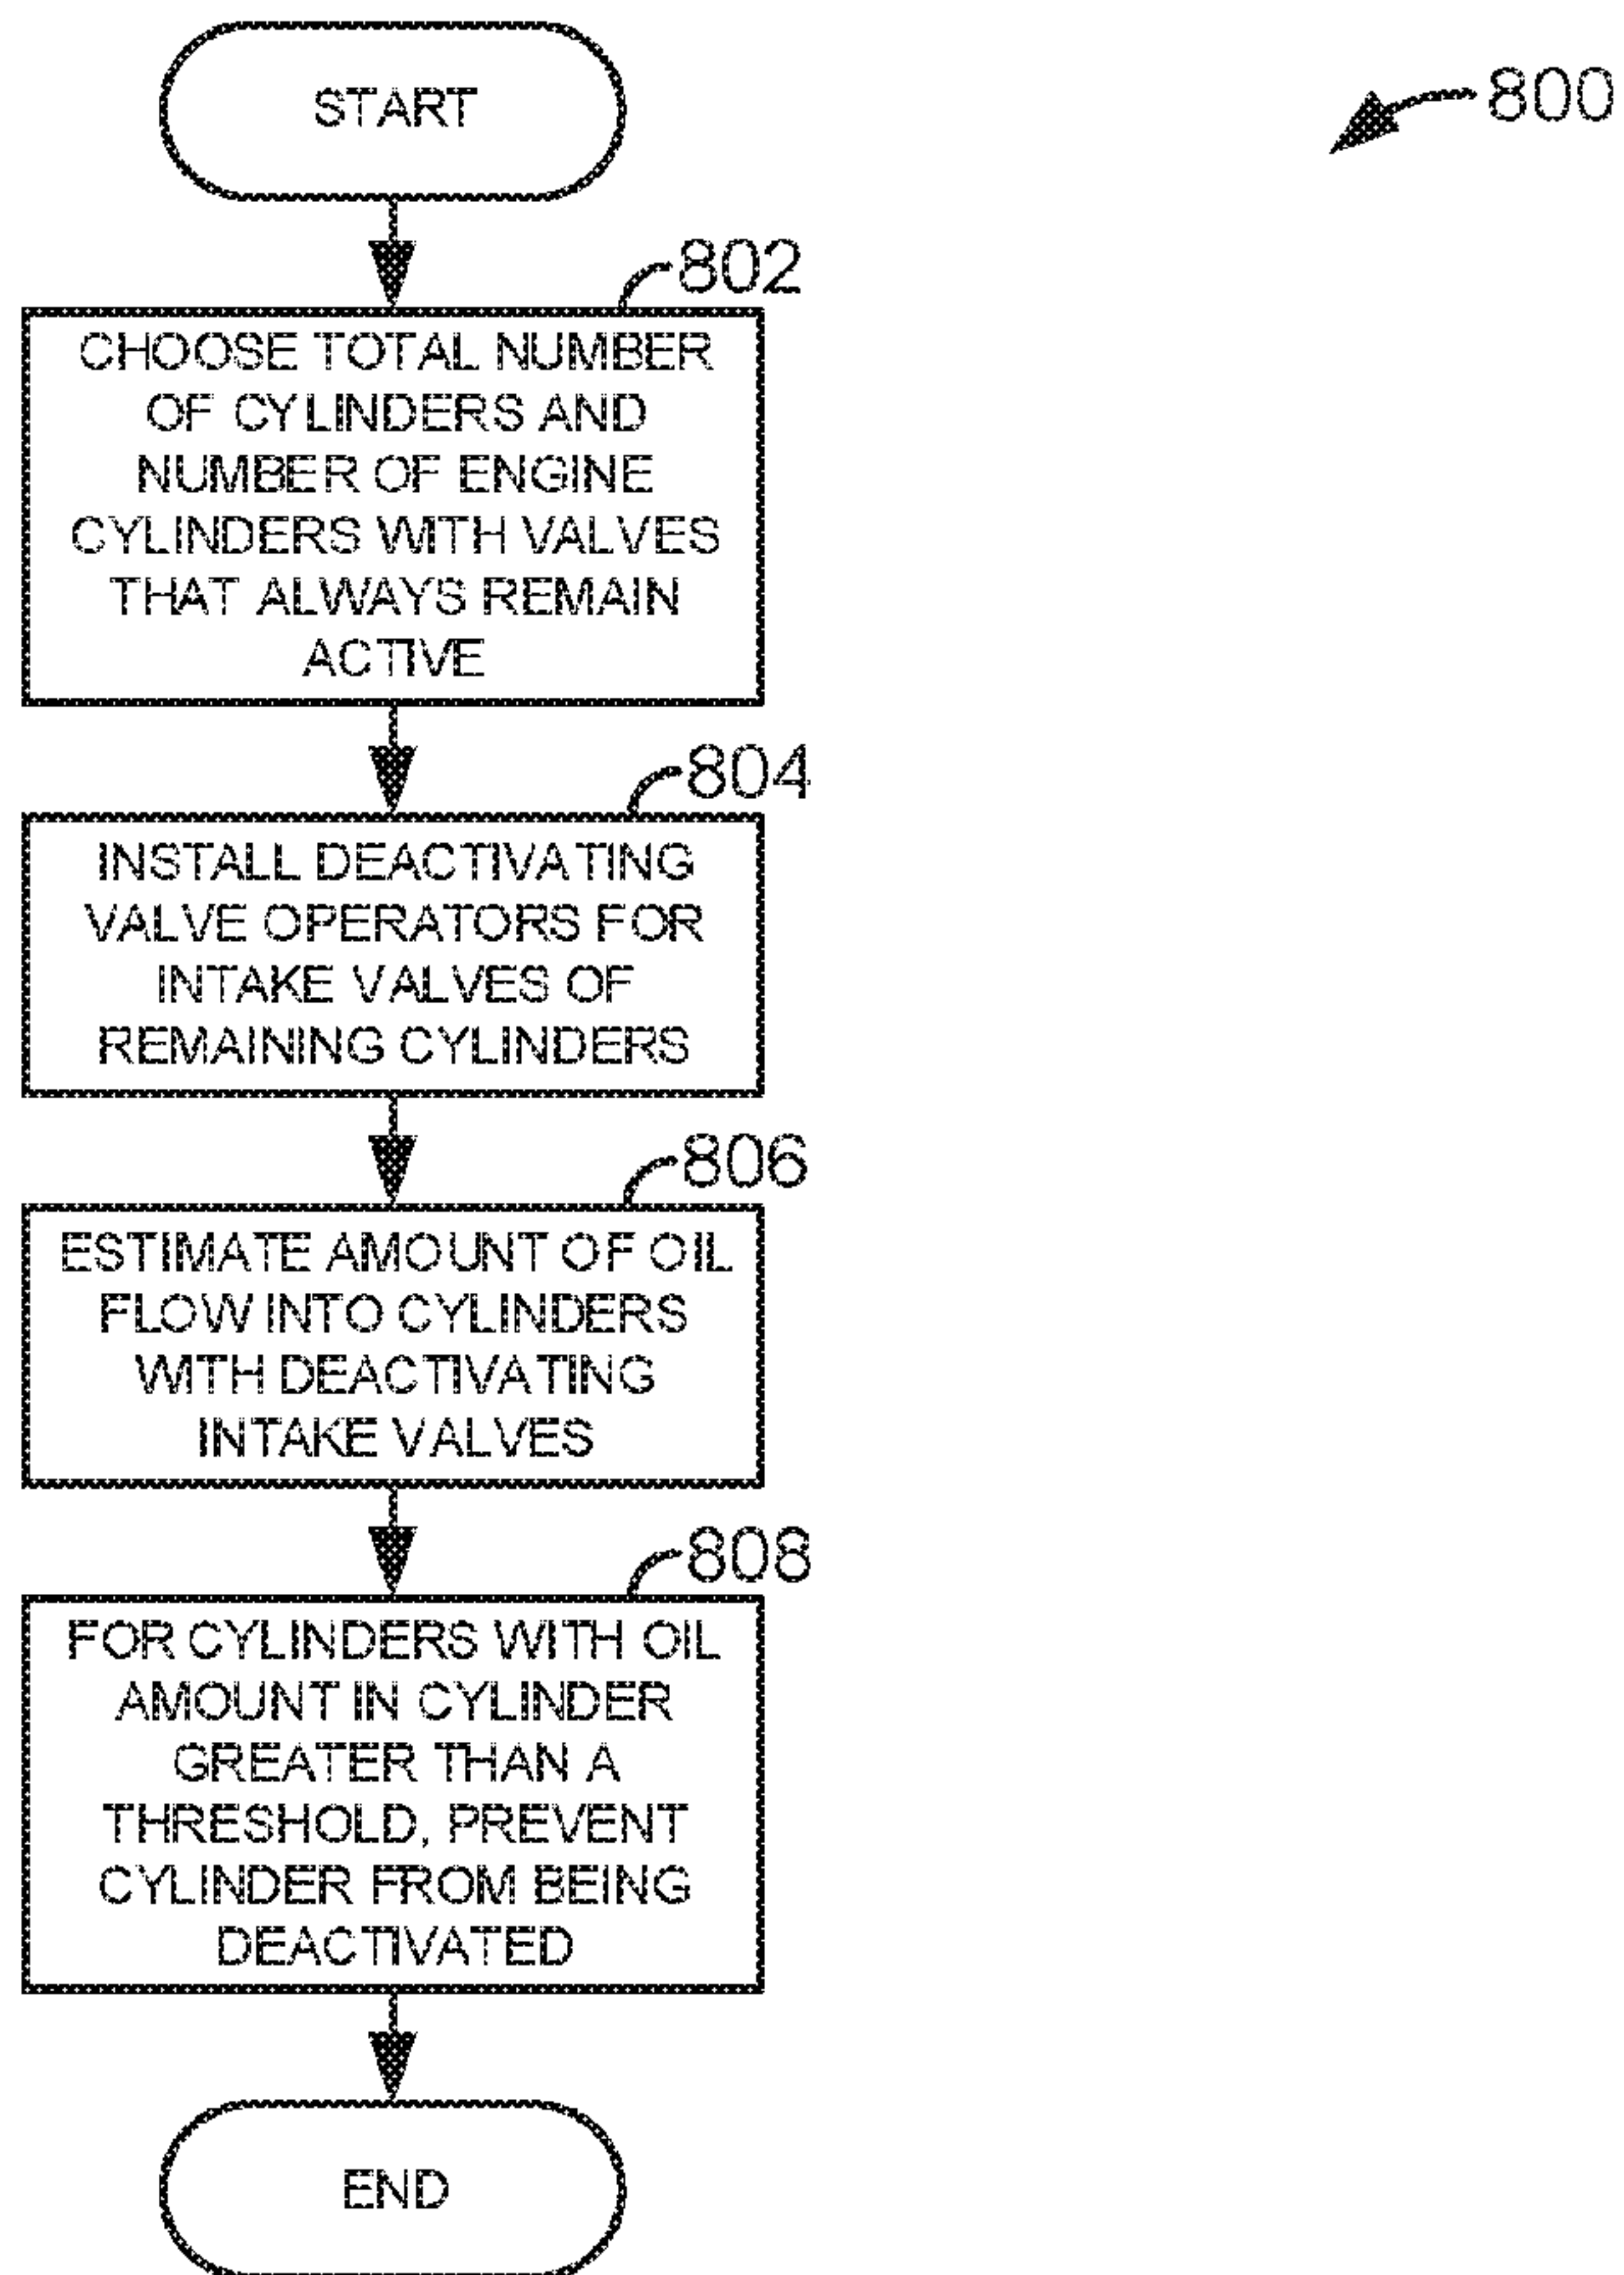 START
800
802
CHOOSE TOTAL NUMBER
OF CYLINDERS AND
NUMBER OF ENGINE
CYLINDERS WITH VALVES
THAT ALWAYS REMAIN
ACTIVE
804
INSTALL DEACTIVATING
VALVE OPERATORS FOR
INTAKE VALVES OF
REMAINING CYLINDERS
806
ESTIMATE AMOUNT OF OIL
FLOW INTO CYLINDERS
WITH DEACTIVATING
INTAKE VALVES
808
FOR CYLINDERS WITH OIL
AMOUNT IN CYLINDER
GREATER THAN A
THRESHOLD, PREVENT
CYLINDER FROM BEING
DEACTIVATED
END